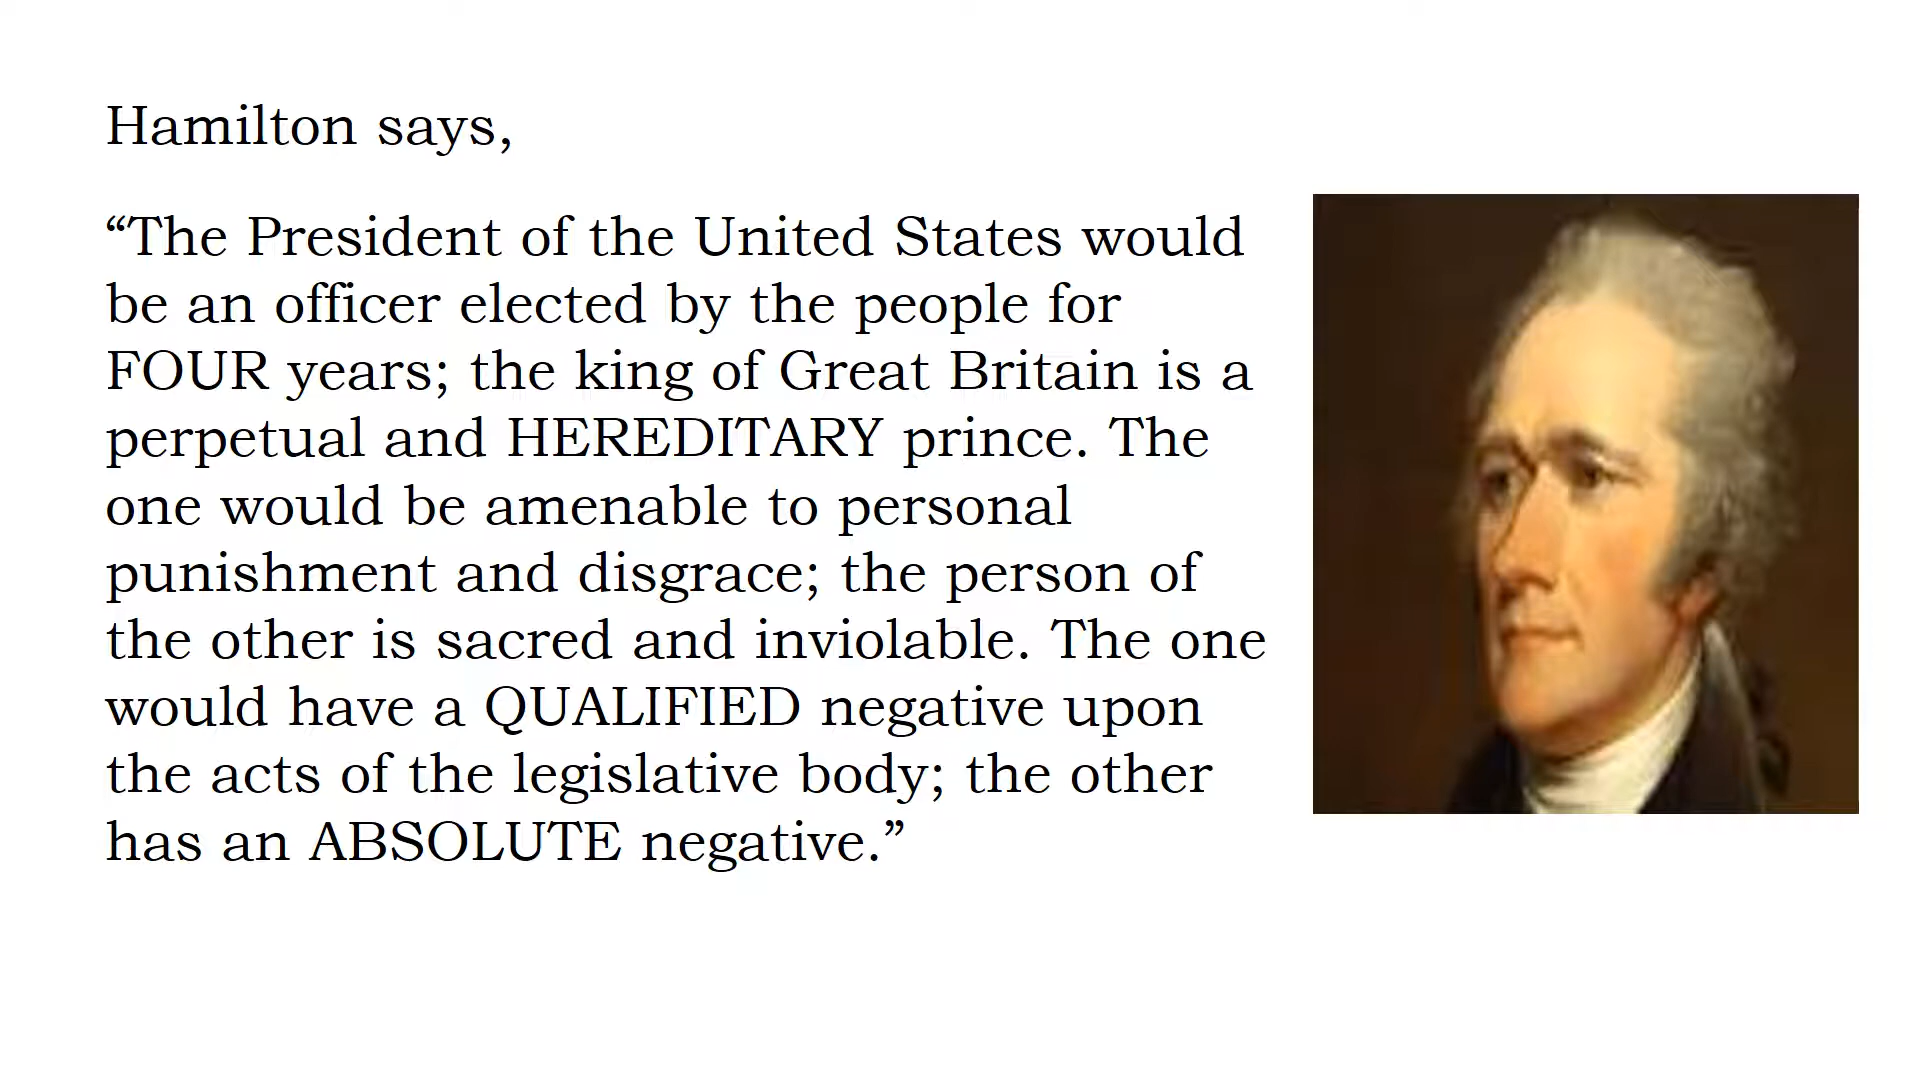 Hamilton says,
“The President of the United States would
be an officer elected by the people for
FOUR years; the king of Great Britain is a
perpetual and HEREDITARY prince. The
one would be amenable to personal
punishment and disgrace; the person of
the other is sacred and inviolable. The one
would have a QUALIFIED negative upon
the acts of the legislative body; the other
has an ABSOLUTE negative.”